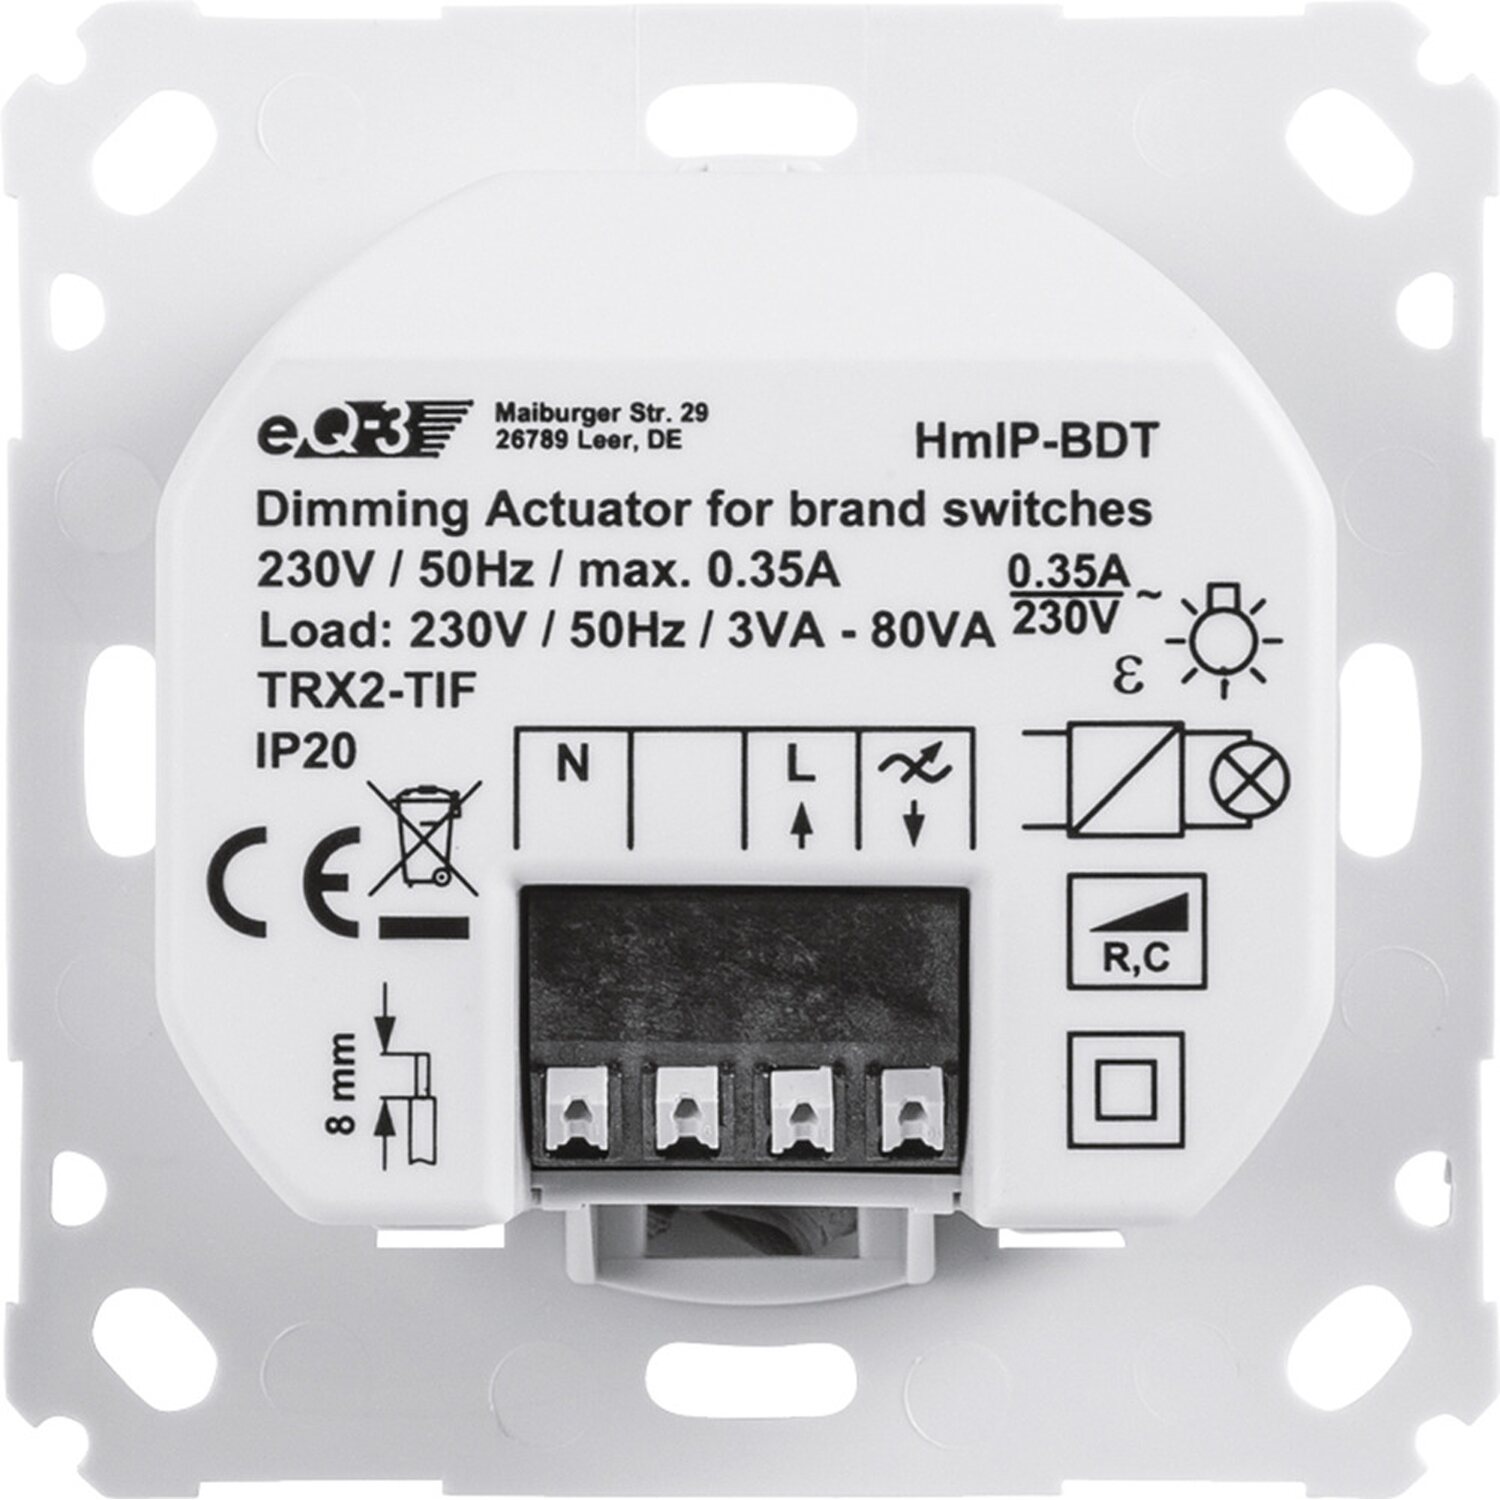 eQ-3 Maiburger Str. 29
26789 Leer, DE
HmIP-BDT
Dimming Actuator for brand switches
230V / 50Hz / max. 0.35A
0.35A
230V ~
Load: 230V / 50Hz / 3VA - 80VA
ε
TRX2-TIF
IP20
N L
CE
R,C
8 mm